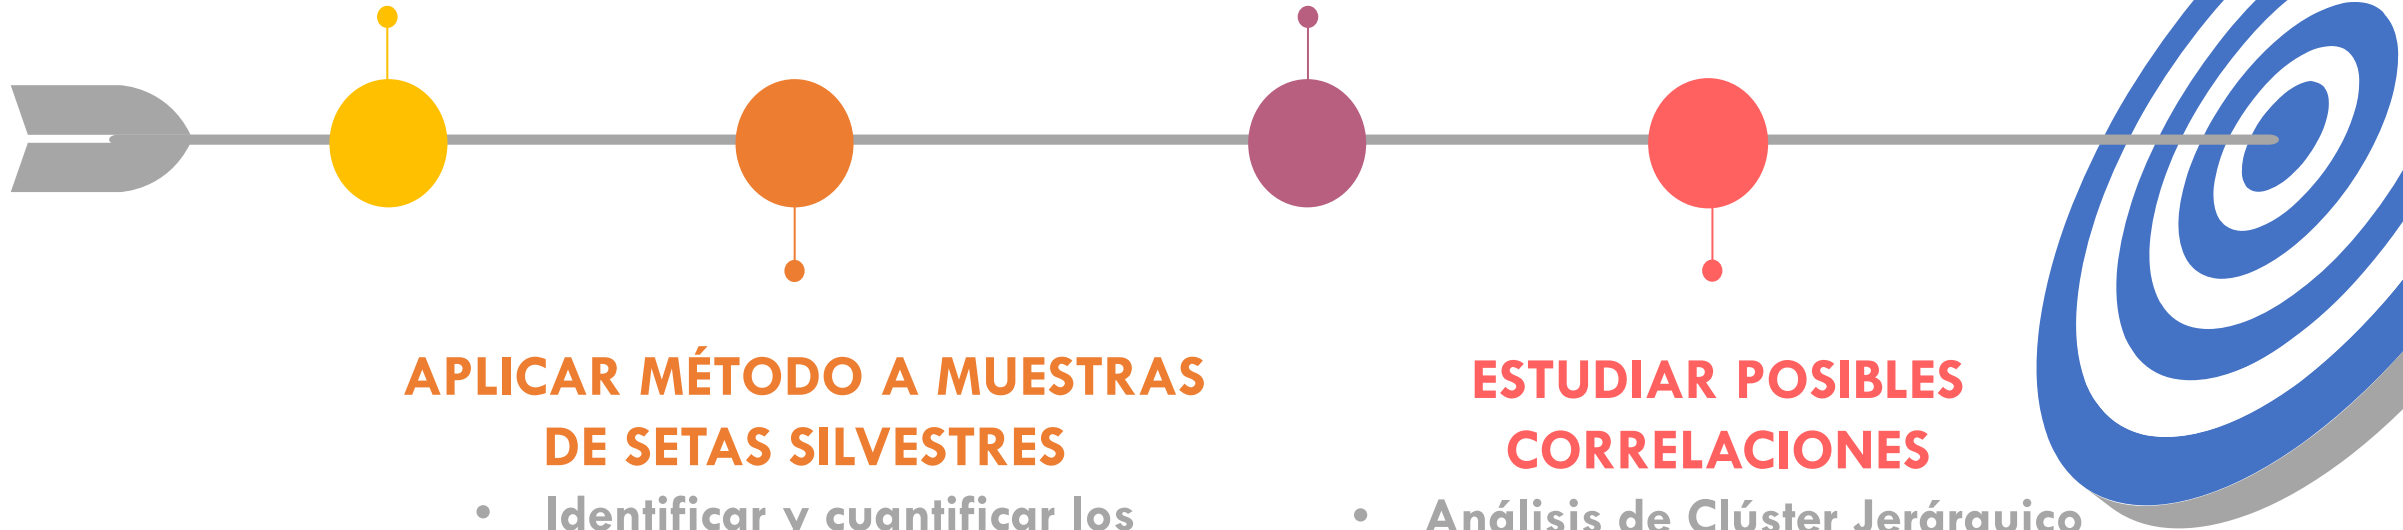 APLICAR MÉTODO A MUESTRAS
DE SETAS SILVESTRES
• Identificar y cuantificar los
ESTUDIAR POSIBLES
CORRELACIONES
• Análisis de Clúster Jerárquico